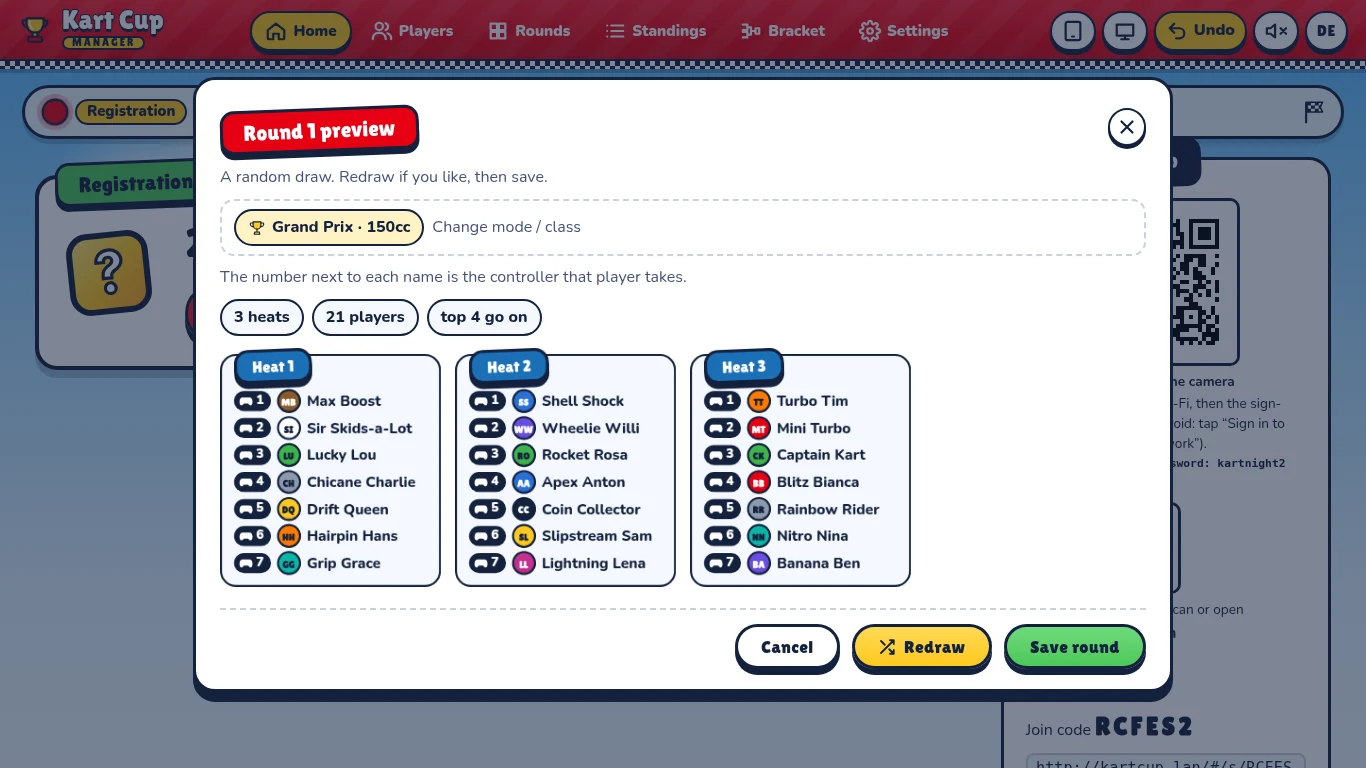 Kart Cup
MANAGER
Home
Players
Rounds
Standings
Bracket
Settings
Undo
DE
Registration
Registration
Round 1 preview
A random draw. Redraw if you like, then save.
Grand Prix · 150cc
Change mode / class
The number next to each name is the controller that player takes.
3 heats
21 players
top 4 go on
Heat 1
1 MB Max Boost
2 SI Sir Skids-a-Lot
3 LU Lucky Lou
4 CH Chicane Charlie
5 DQ Drift Queen
6 HH Hairpin Hans
7 GG Grip Grace
Heat 2
1 SS Shell Shock
2 WW Wheelie Willi
3 RO Rocket Rosa
4 AA Apex Anton
5 CC Coin Collector
6 SL Slipstream Sam
7 LL Lightning Lena
Heat 3
1 TT Turbo Tim
2 MT Mini Turbo
3 CK Captain Kart
4 BB Blitz Bianca
5 RR Rainbow Rider
6 NN Nitro Nina
7 BA Banana Ben
Cancel
Redraw
Save round
camera
-Fi, then the sign-
tap “Sign in to
kartnight2
can or open
Join code RCFES2
http://kartcup.lan/#/s/RCFES